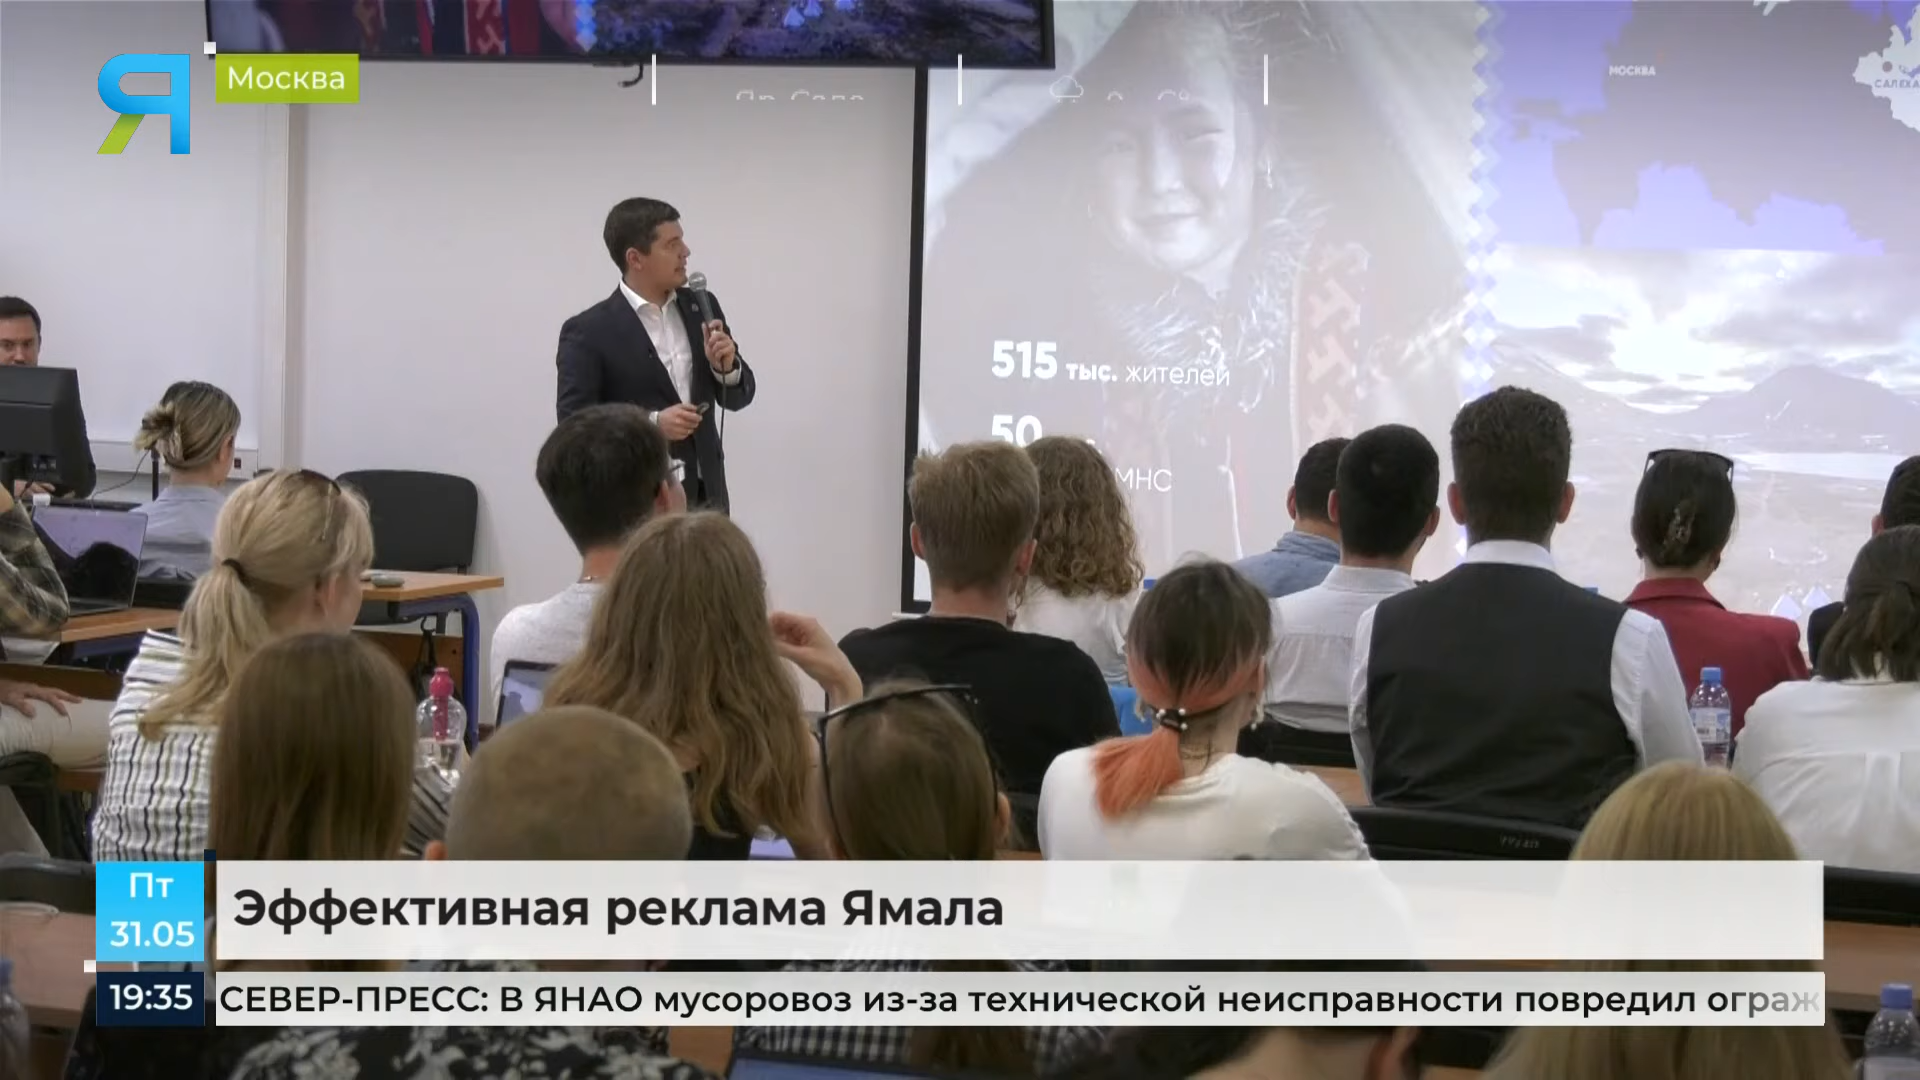 Я
Москва
МОСКВА
515 тыс. жителей
50
МНС
Пт
31.05
Эффективная реклама Ямала
19:35
СЕВЕР-ПРЕСС: В ЯНАО мусоровоз из-за технической неисправности повредил